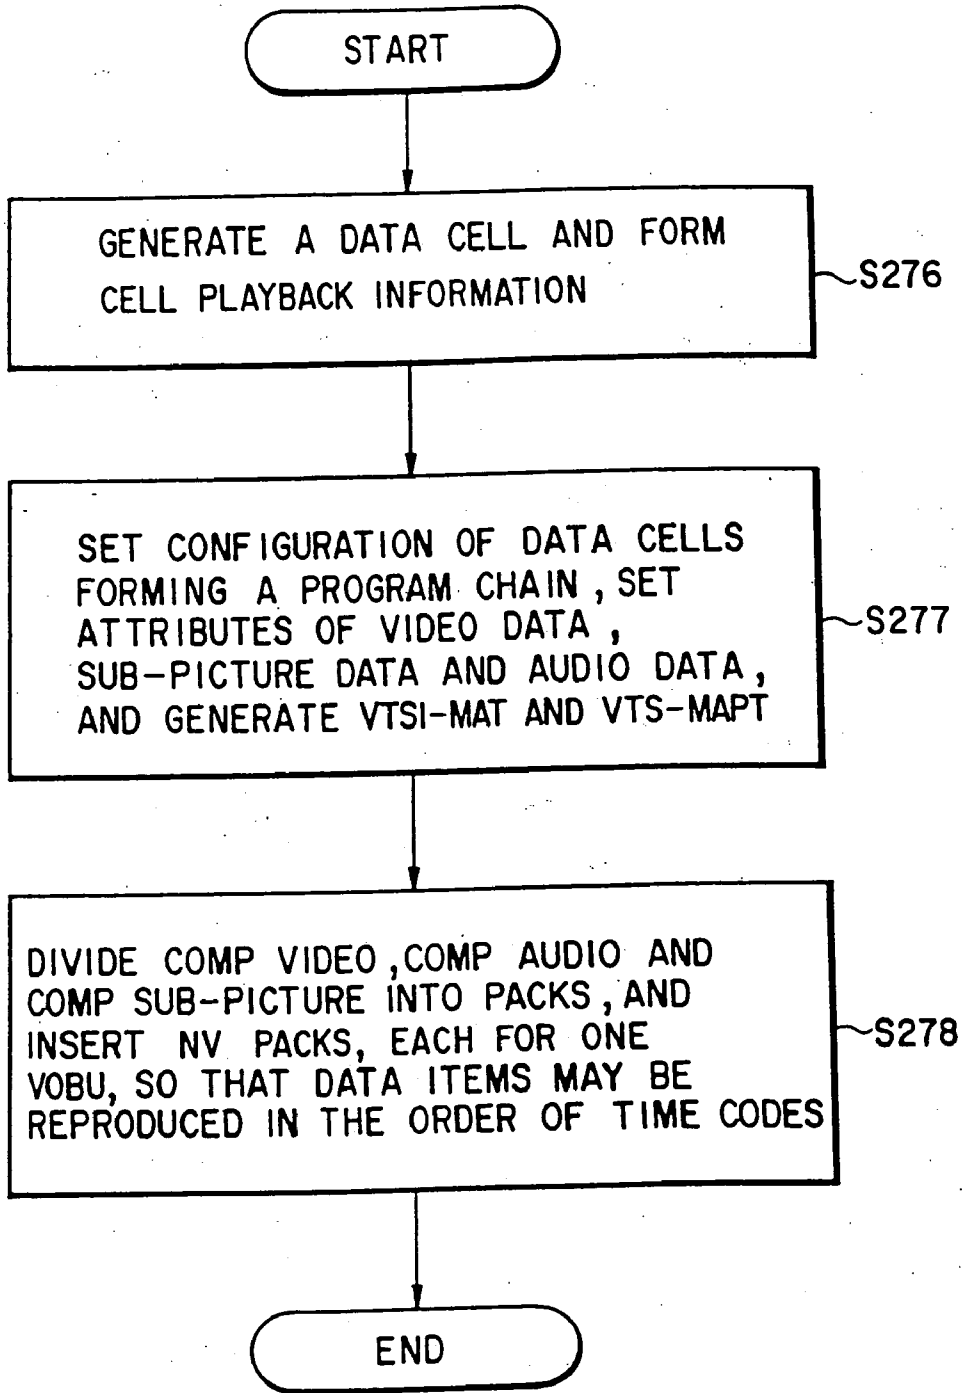 START
GENERATE A DATA CELL AND FORM
CELL PLAYBACK INFORMATION
S276
SET CONFIGURATION OF DATA CELLS
FORMING A PROGRAM CHAIN, SET
ATTRIBUTES OF VIDEO DATA,
SUB-PICTURE DATA AND AUDIO DATA,
AND GENERATE VTSI-MAT AND VTS-MAPT
S277
DIVIDE COMP VIDEO, COMP AUDIO AND
COMP SUB-PICTURE INTO PACKS, AND
INSERT NV PACKS, EACH FOR ONE
VOBU, SO THAT DATA ITEMS MAY BE
REPRODUCED IN THE ORDER OF TIME CODES
S278
END